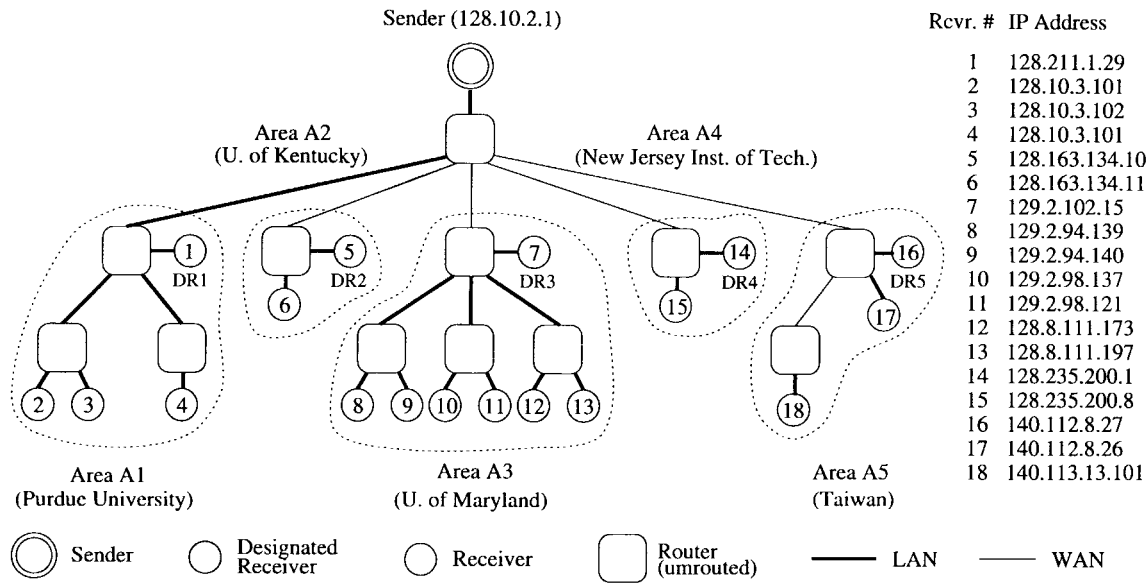 Sender (128.10.2.1)
Rcvr. # IP Address
1 128.211.1.29
2 128.10.3.101
3 128.10.3.102
4 128.10.3.101
5 128.163.134.10
6 128.163.134.11
7 129.2.102.15
8 129.2.94.139
9 129.2.94.140
10 129.2.98.137
11 129.2.98.121
12 128.8.111.173
13 128.8.111.197
14 128.235.200.1
15 128.235.200.8
16 140.112.8.27
17 140.112.8.26
18 140.113.13.101
Area A2
(U. of Kentucky)
Area A4
(New Jersey Inst. of Tech.)
1
DR1
5
DR2
7
DR3
14
DR4
16
DR5
6
15
17
2
3
4
8
9
10
11
12
13
18
Area A1
(Purduc University)
Area A3
(U. of Maryland)
Area A5
(Taiwan)
Sender
Designated
Receiver
Receiver
Router
(umrouted)
LAN
WAN